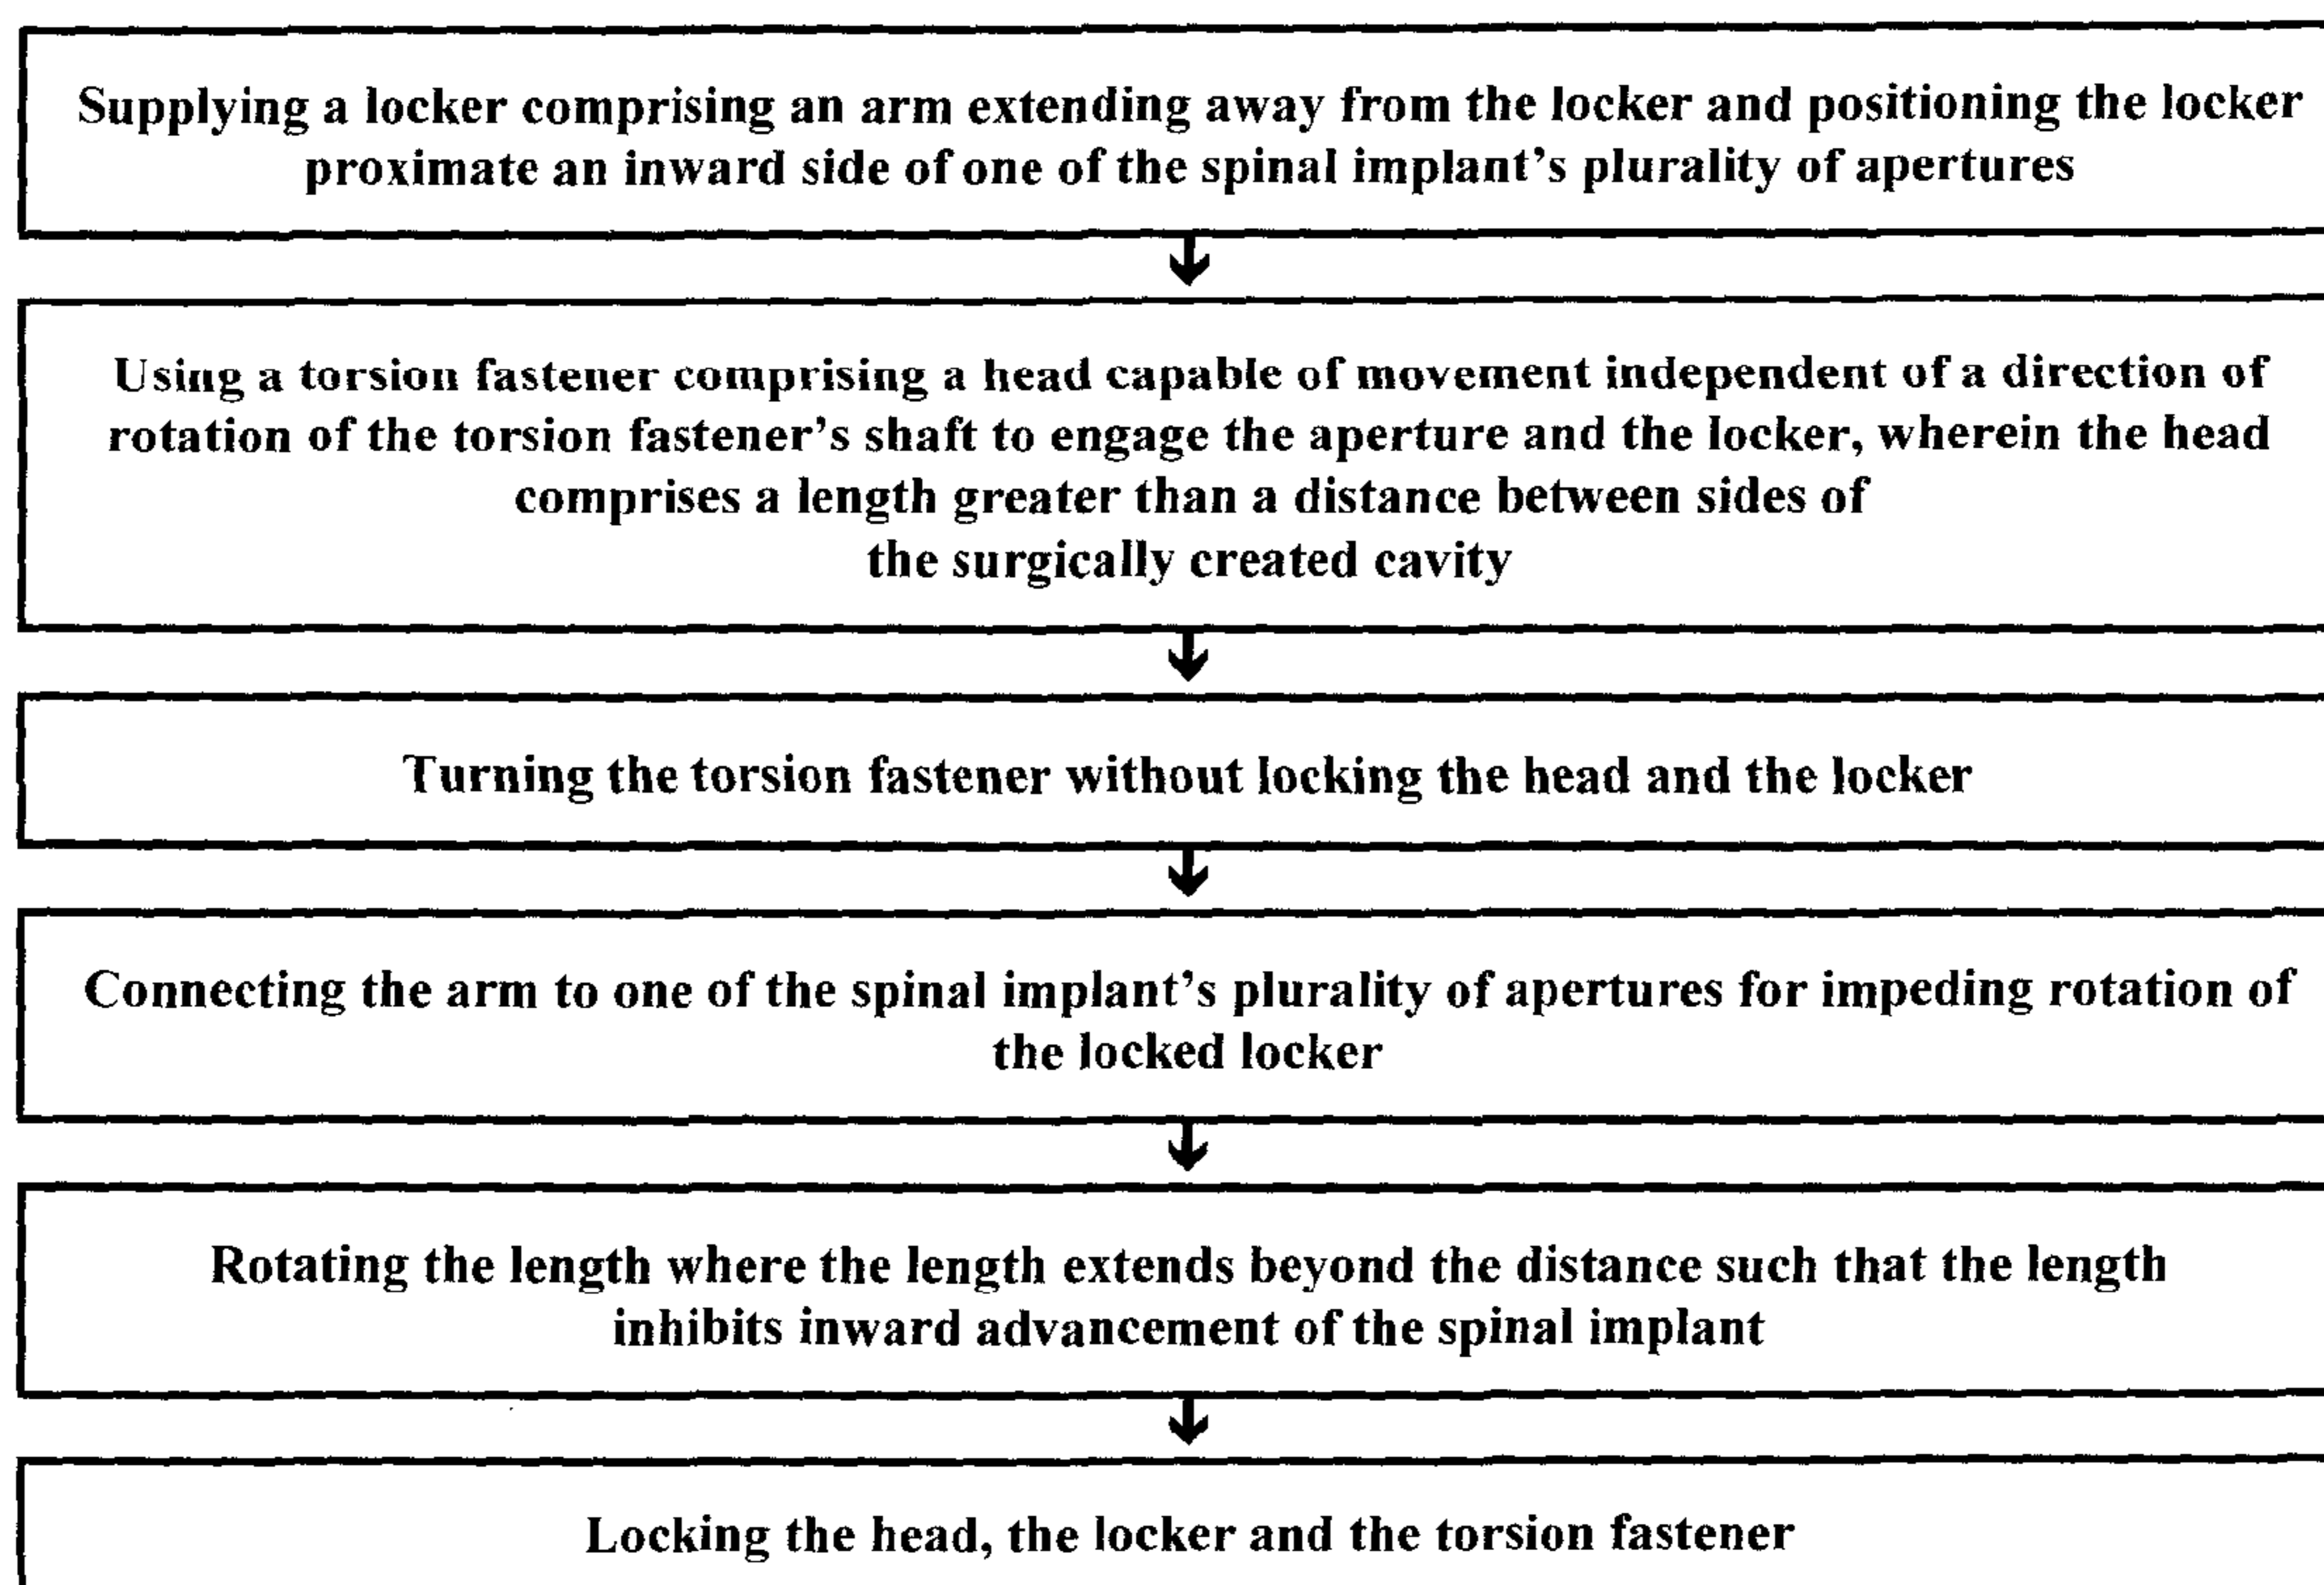 Supplying a locker comprising an arm extending away from the locker and positioning the locker
proximate an inward side of one of the spinal implant’s plurality of apertures
Using a torsion fastener comprising a head capable of movement independent of a direction of
rotation of the torsion fastener’s shaft to engage the aperture and the locker, wherein the head
comprises a length greater than a distance between sides of
the surgically created cavity
Turning the torsion fastener without locking the head and the locker
Connecting the arm to one of the spinal implant’s plurality of apertures for impeding rotation of
the locked locker
Rotating the length where the length extends beyond the distance such that the length
inhibits inward advancement of the spinal implant
Locking the head, the locker and the torsion fastener